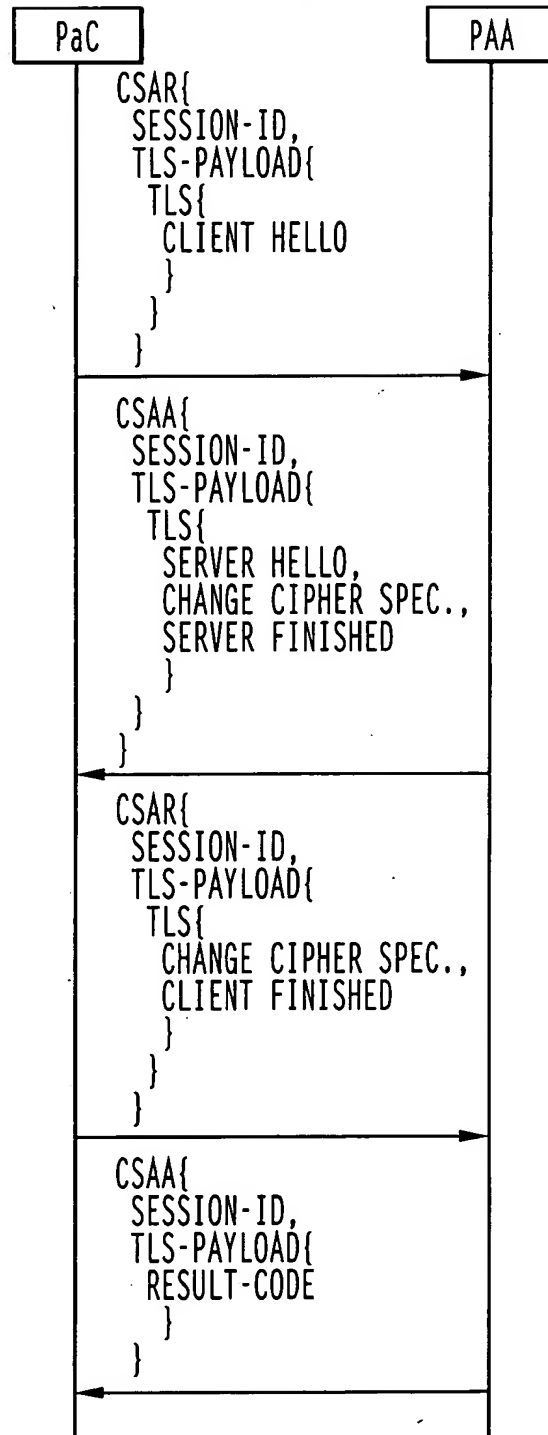 PaC
PAA
CSAR{
SESSION-ID,
TLS-PAYLOAD{
TLS{
CLIENT HELLO
}
}
}
CSAA{
SESSION-ID,
TLS-PAYLOAD{
TLS{
SERVER HELLO,
CHANGE CIPHER SPEC.,
SERVER FINISHED
}
}
}
CSAR{
SESSION-ID,
TLS-PAYLOAD{
TLS{
CHANGE CIPHER SPEC.,
CLIENT FINISHED
}
}
}
CSAA{
SESSION-ID,
TLS-PAYLOAD{
RESULT-CODE
}
}